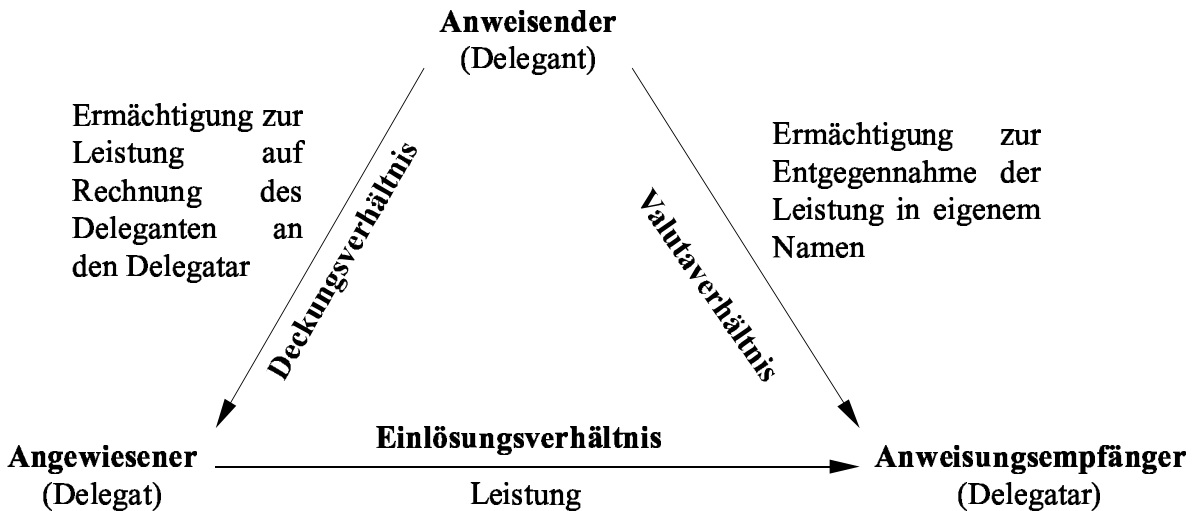 Anweisender
(Delegant)
Ermächtigung zur
Leistung auf
Rechnung des
Deleganten an
den Delegatar
Deckungsverhältnis
Valutaverhältnis
Ermächtigung zur
Entgegennahme der
Leistung in eigenem
Namen
Angewiesener
(Delegat)
Einlösungsverhältnis
Leistung
Anweisungsempfänger
(Delegatar)